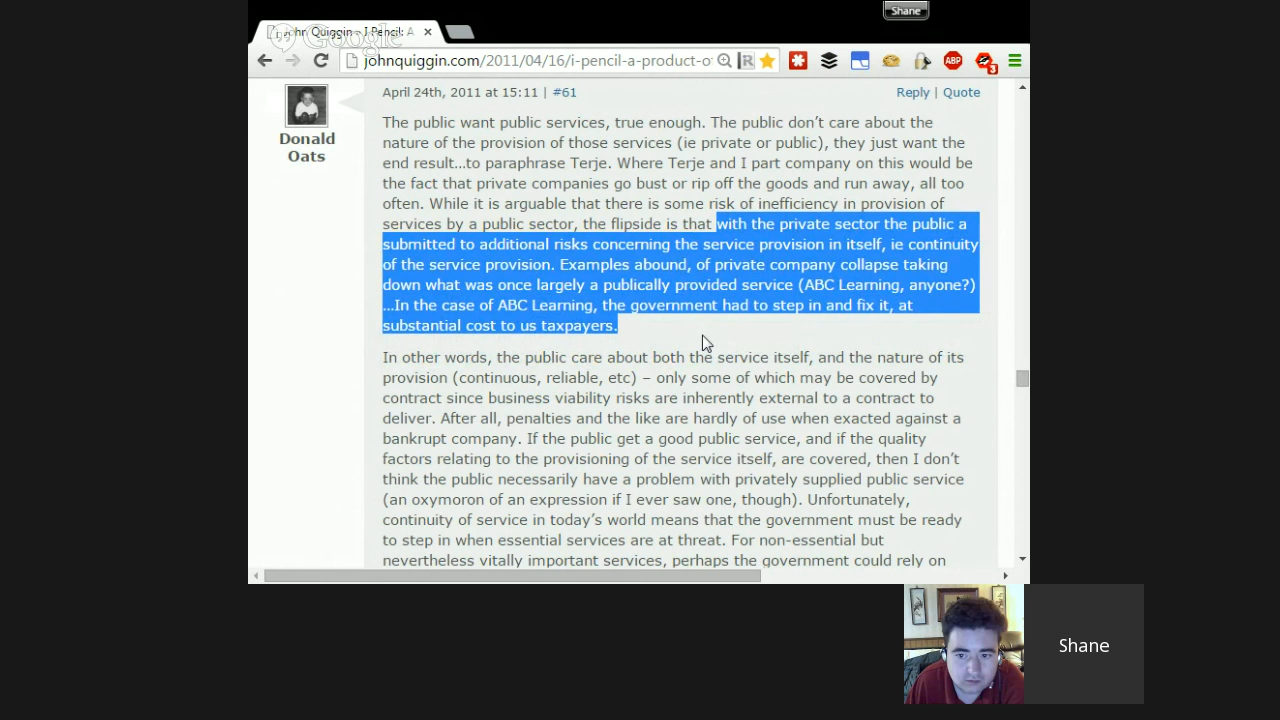 Shane
John Quiggin - I Pencil: A
Google
johnquiggin.com/2011/04/16/i-pencil-a-product-o
ABP
3
April 24th, 2011 at 15:11 | #61
Reply | Quote
Donald
Oats
The public want public services, true enough. The public don’t care about the
nature of the provision of those services (ie private or public), they just want the
end result…to paraphrase Terje. Where Terje and I part company on this would be
the fact that private companies go bust or rip off the goods and run away, all too
often. While it is arguable that there is some risk of inefficiency in provision of
services by a public sector, the flipside is that with the private sector the public a
submitted to additional risks concerning the service provision in itself, ie continuity
of the service provision. Examples abound, of private company collapse taking
down what was once largely a publically provided service (ABC Learning, anyone?)
…In the case of ABC Learning, the government had to step in and fix it, at
substantial cost to us taxpayers.
In other words, the public care about both the service itself, and the nature of its
provision (continuous, reliable, etc) – only some of which may be covered by
contract since business viability risks are inherently external to a contract to
deliver. After all, penalties and the like are hardly of use when exacted against a
bankrupt company. If the public get a good public service, and if the quality
factors relating to the provisioning of the service itself, are covered, then I don’t
think the public necessarily have a problem with privately supplied public service
(an oxymoron of an expression if I ever saw one, though). Unfortunately,
continuity of service in today’s world means that the government must be ready
to step in when essential services are at threat. For non-essential but
nevertheless vitally important services, perhaps the government could rely on
Shane